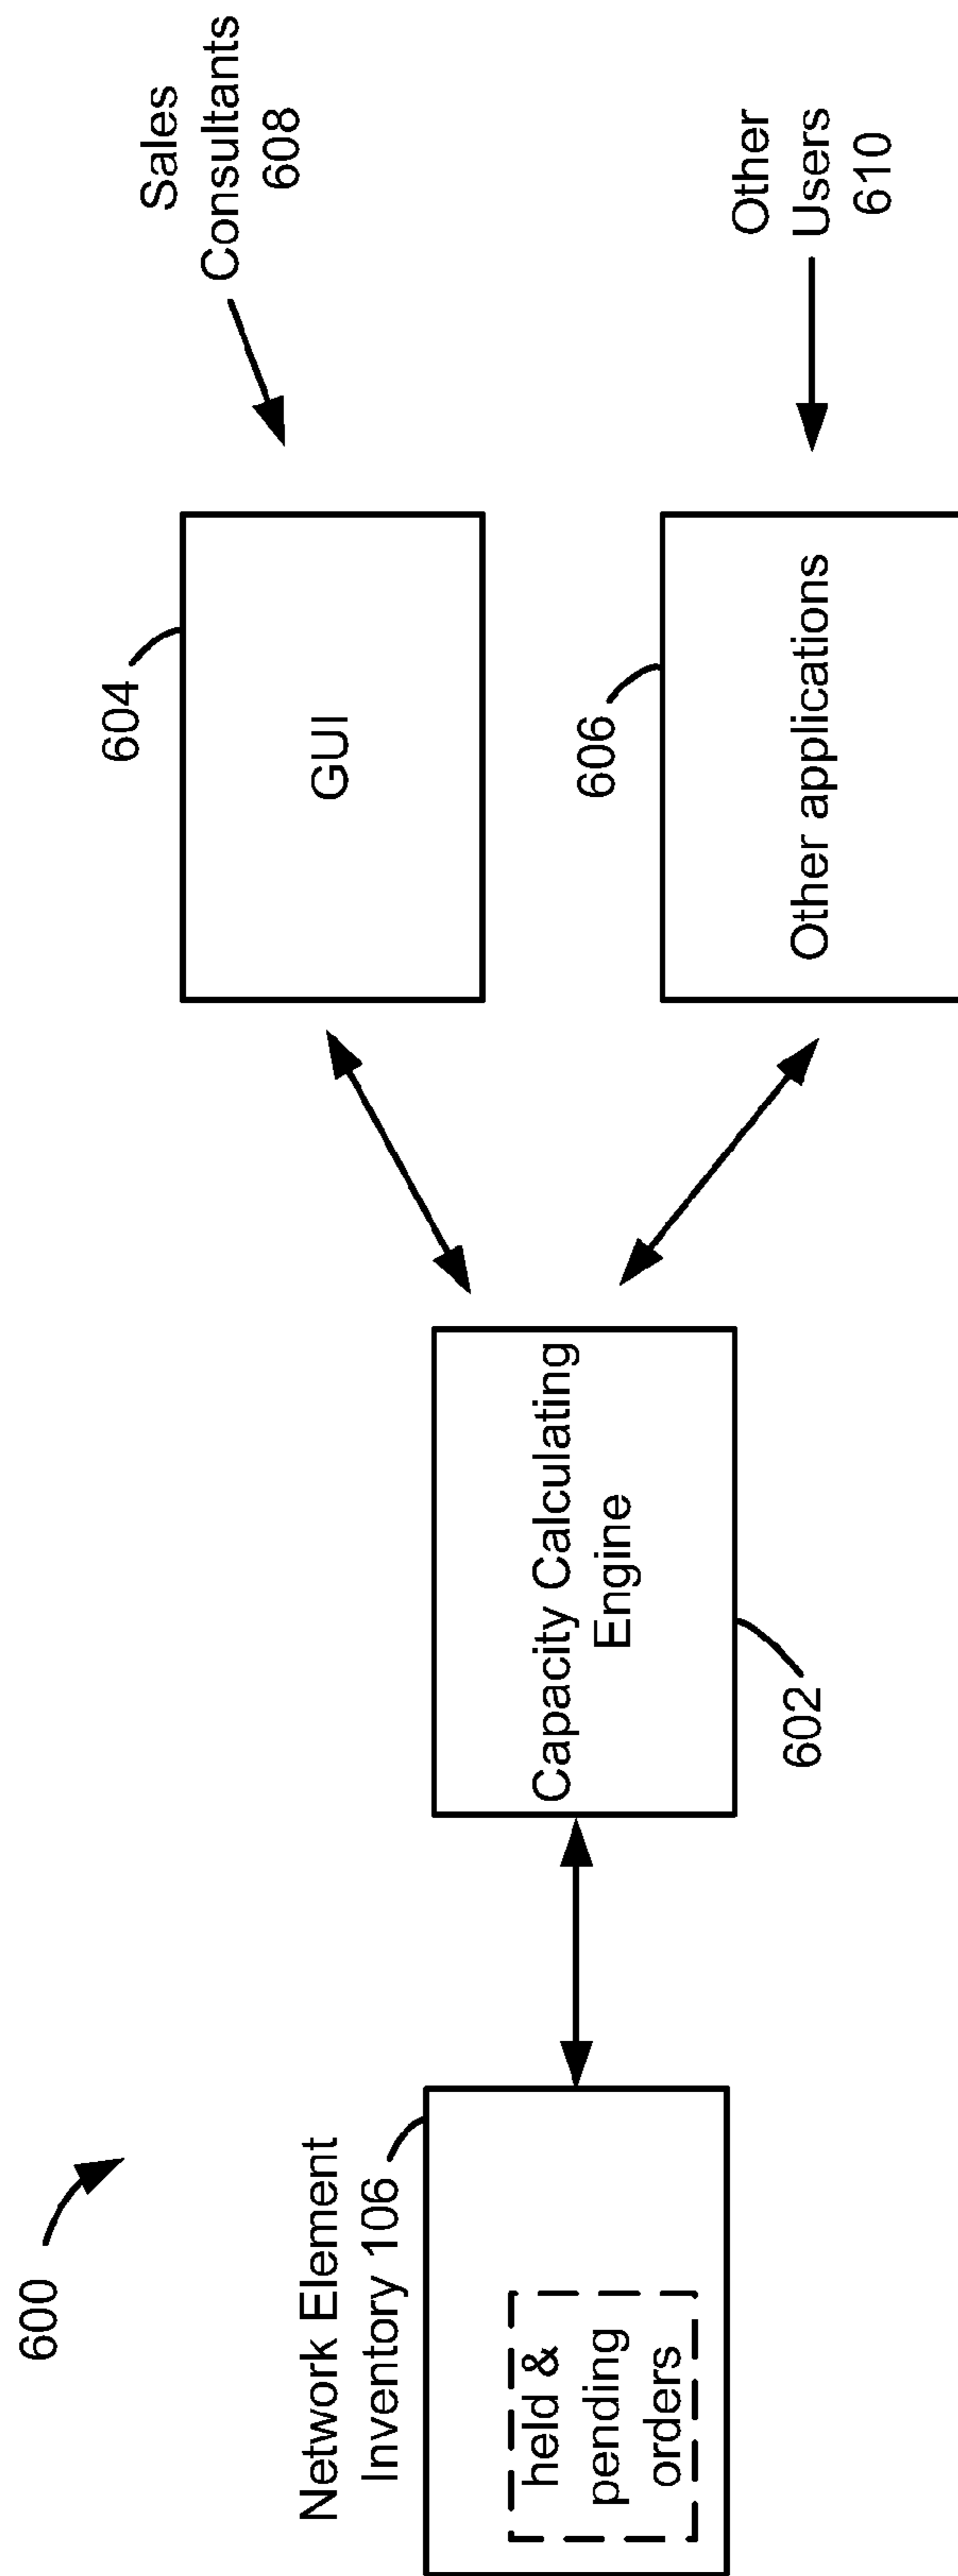 600
Network Element
Inventory 106
held &
pending
orders
Capacity Calculating
Engine
602
604
GUI
606
Other applications
Sales
Consultants
608
Other
Users
610